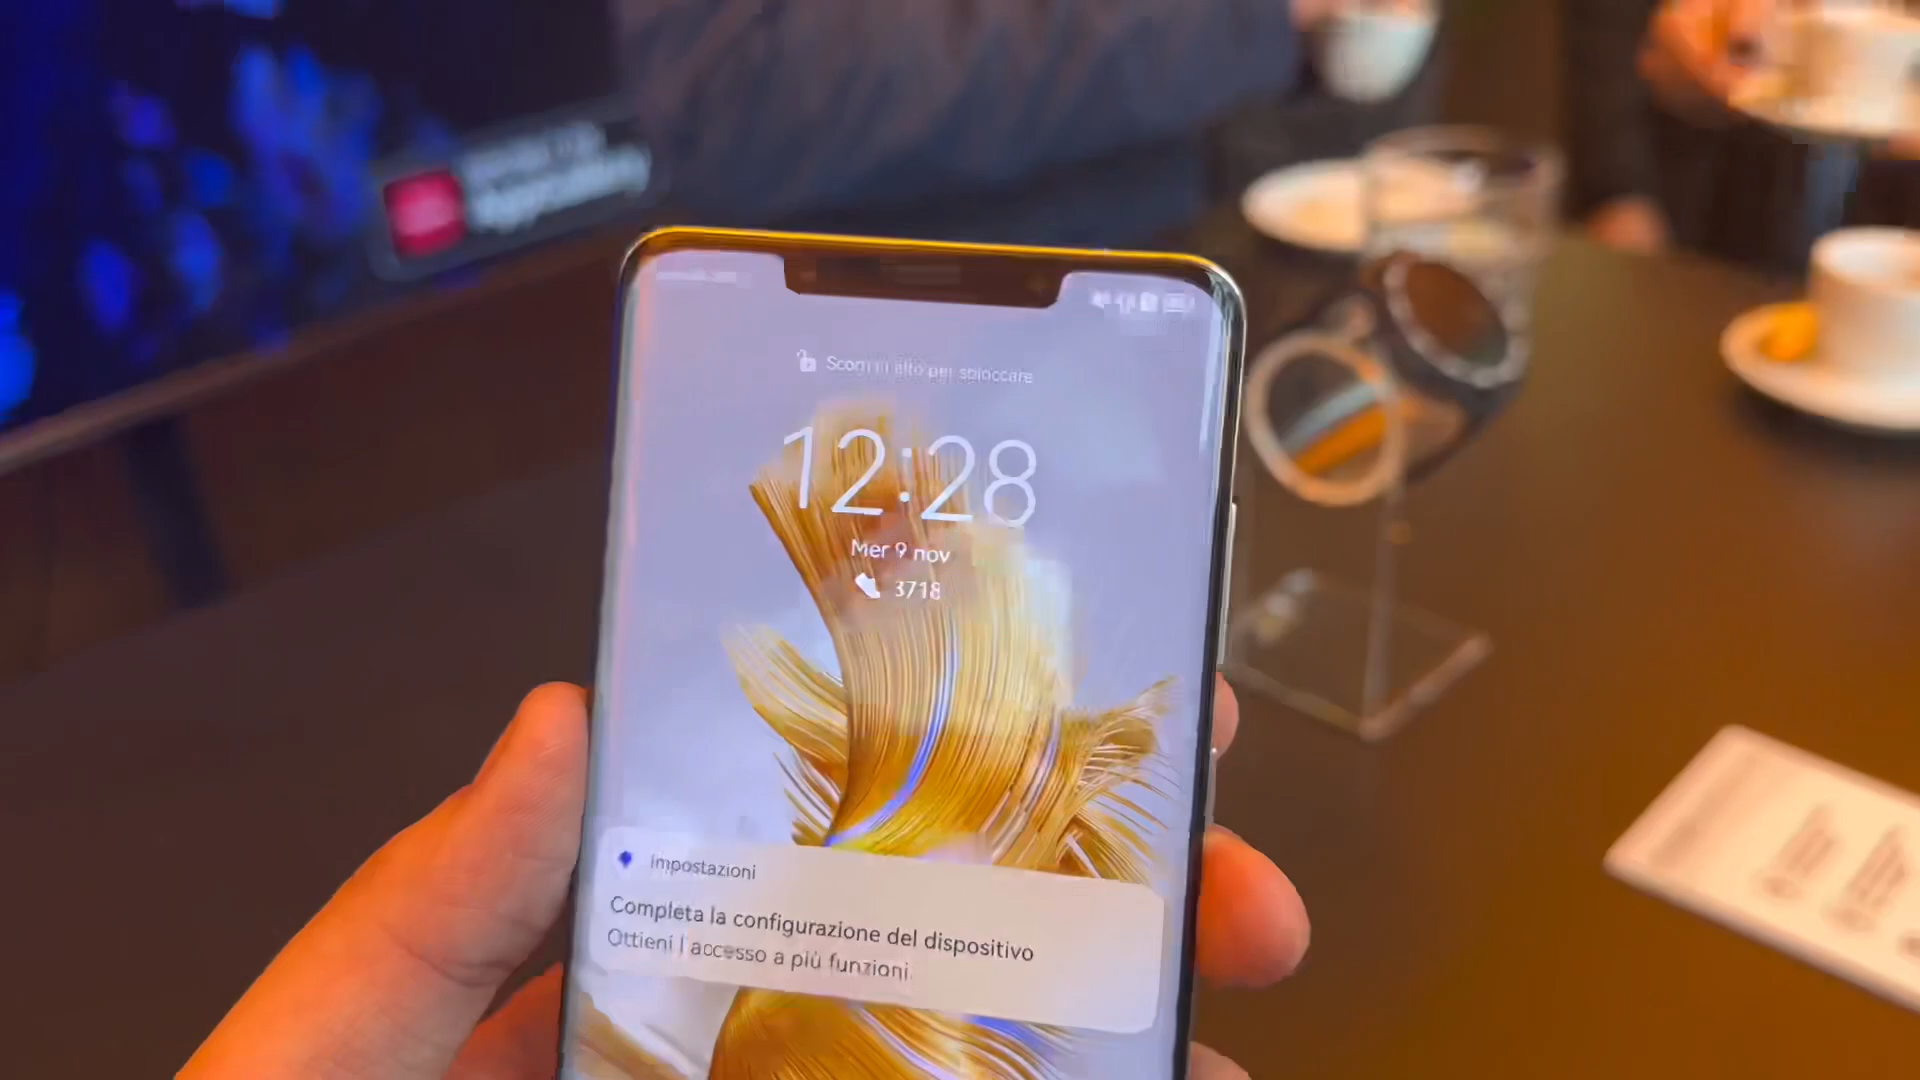 AppGallery
Scorri in alto per sbloccare
12:28
Mer 9 nov
3718
Impostazioni
Completa la configurazione del dispositivo
Ottieni l'accesso a più funzioni.